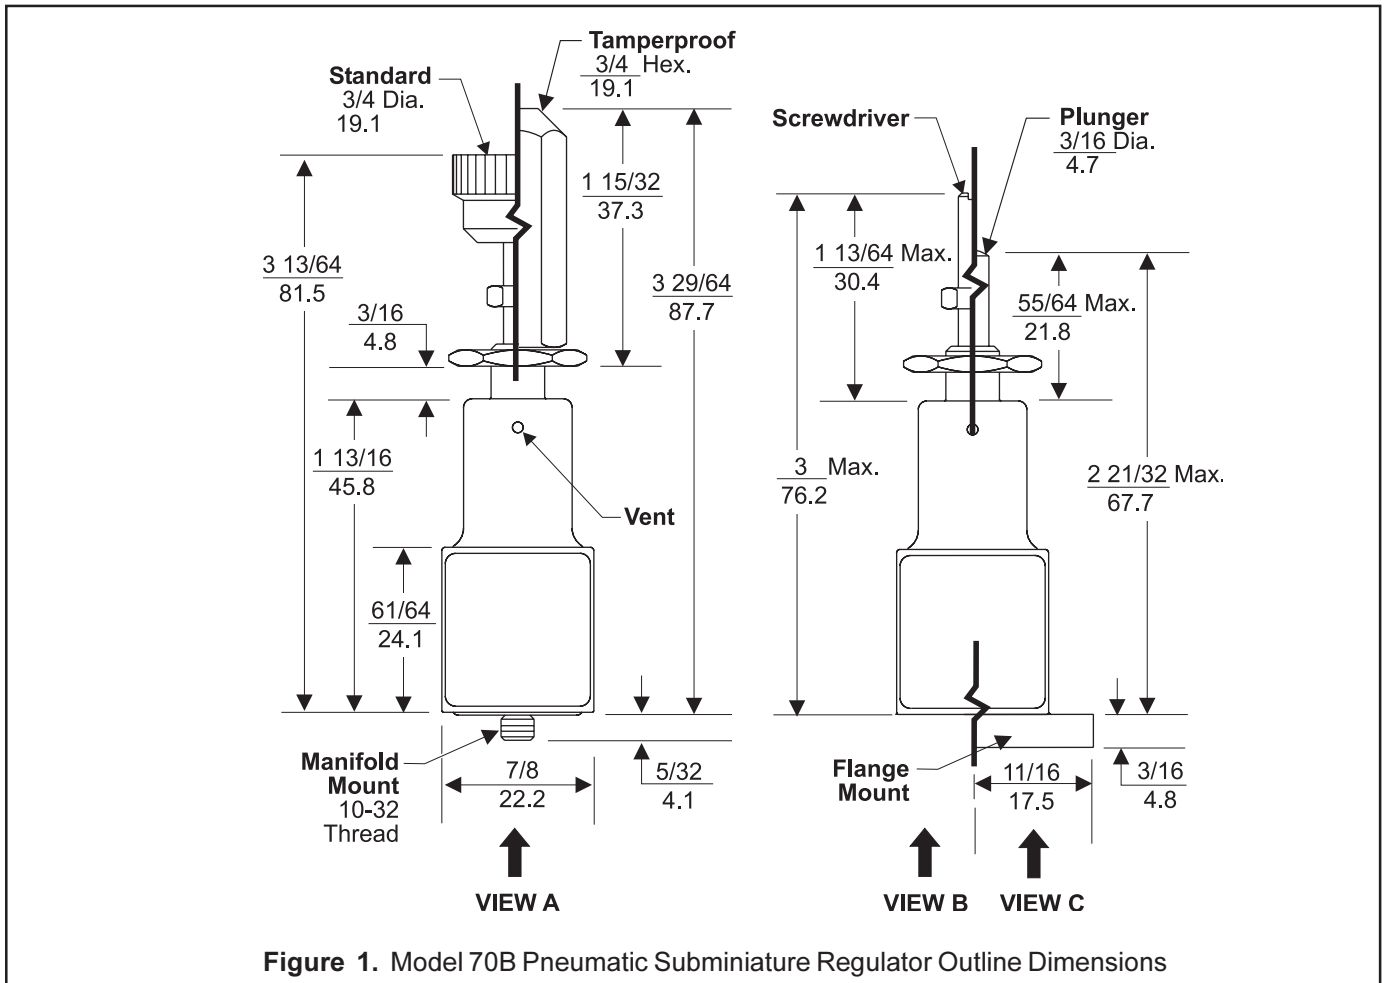 Tamperproof
3/4 Hex.
19.1
Standard
3/4 Dia.
19.1
1 15/32
37.3
3 13/64
81.5
3 29/64
87.7
3/16
4.8
1 13/16
45.8
Vent
61/64
24.1
Manifold
Mount
10-32
Thread
7/8
22.2
5/32
4.1
VIEW A
Screwdriver
Plunger
3/16 Dia.
4.7
1 13/64 Max.
30.4
55/64 Max.
21.8
3 Max.
76.2
2 21/32 Max.
67.7
Flange
Mount
11/16
17.5
3/16
4.8
VIEW B
VIEW C
Figure 1. Model 70B Pneumatic Subminiature Regulator Outline Dimensions